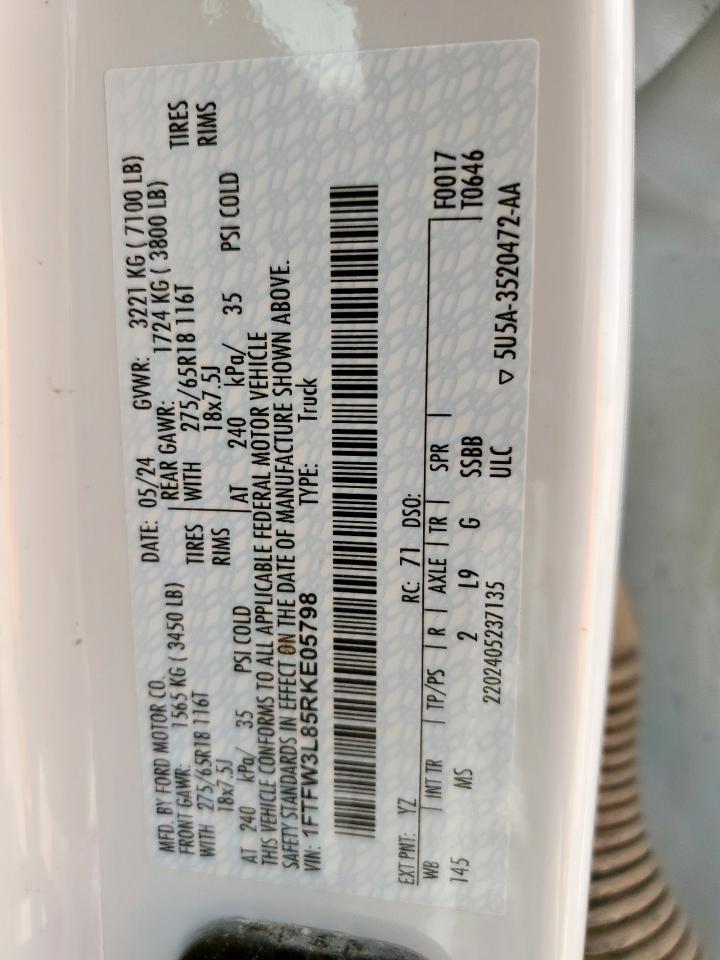 MFD. BY FORD MOTOR CO. DATE: 05/24 GVWR: 3221 KG ( 7100 LB)
FRONT GAWR: 1565 KG ( 3450 LB) REAR GAWR: 1724 KG ( 3800 LB)
WITH 275/65R18 116T TIRES WITH 275/65R18 116T TIRES
18x7.5J RIMS 18x7.5J RIMS
AT 240 kPa/ 35 PSI COLD AT 240 kPa/ 35 PSI COLD
THIS VEHICLE CONFORMS TO ALL APPLICABLE FEDERAL MOTOR VEHICLE
SAFETY STANDARDS IN EFFECT ON THE DATE OF MANUFACTURE SHOWN ABOVE.
VIN: 1FTFW3L85RKE05798 TYPE: Truck
EXT PNT: YZ RC: 71 DSO:
WB INT TR TP/PS R AXLE TR SPR F0017
145 MS 2 L9 G SSBB T0646
2202405237135 ULC
▽ 5U5A-3520472-AA